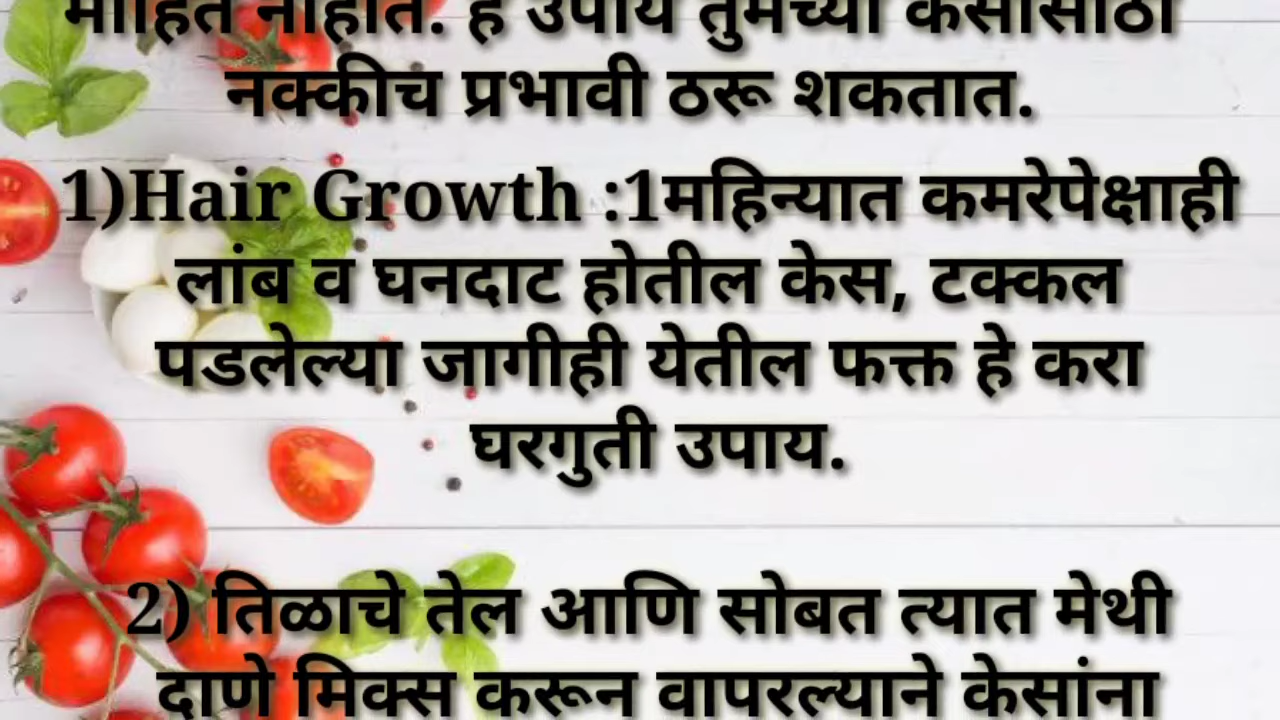 माहित नाहीत. हे उपाय तुमच्या केसांसाठी
नक्कीच प्रभावी ठरू शकतात.
1)Hair Growth :1महिन्यात कमरेपेक्षाही
लांब व घनदाट होतील केस, टक्कल
पडलेल्या जागीही येतील फक्त हे करा
घरगुती उपाय.
2) तिळाचे तेल आणि सोबत त्यात मेथी
दाणे मिक्स करून वापरल्याने केसांना